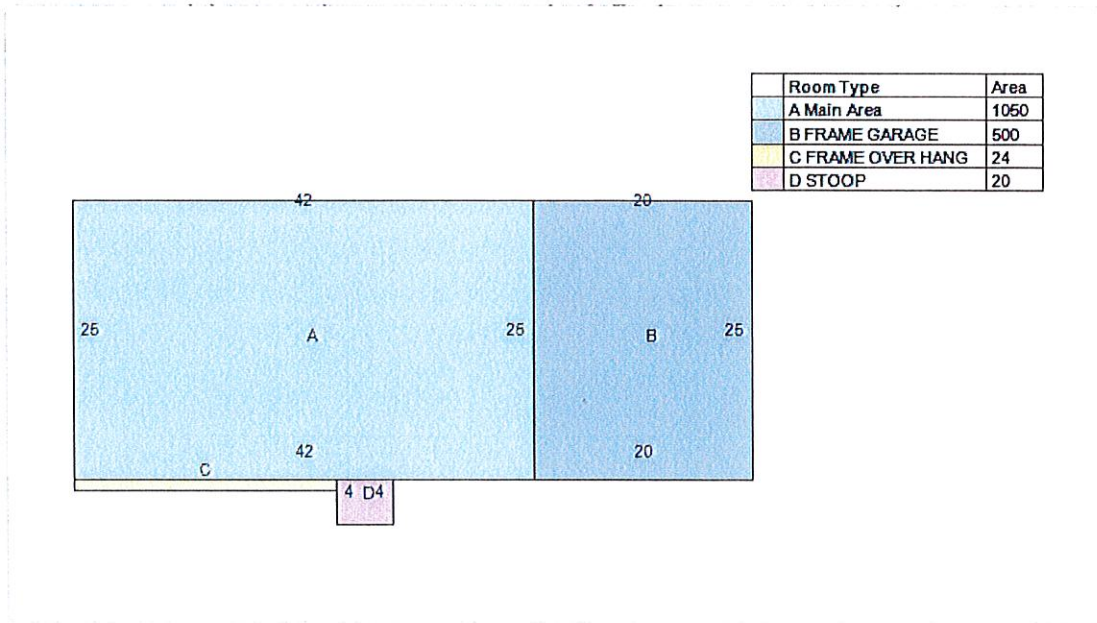 Room Type Area
A Main Area 1050
B FRAME GARAGE 500
C FRAME OVER HANG 24
D STOOP 20
42 20
25 A 25 B 25
42 20
C
4 D 4